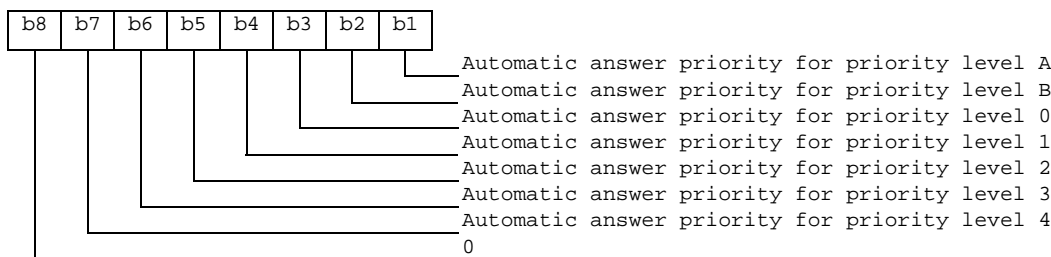 b8 b7 b6 b5 b4 b3 b2 b1
Automatic answer priority for priority level A
Automatic answer priority for priority level B
Automatic answer priority for priority level 0
Automatic answer priority for priority level 1
Automatic answer priority for priority level 2
Automatic answer priority for priority level 3
Automatic answer priority for priority level 4
0